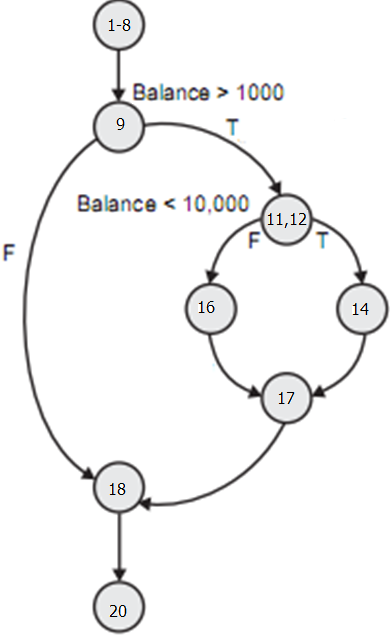 1-8
Balance > 1000
9
T
Balance < 10,000
11,12
F
F
T
16
14
17
18
20